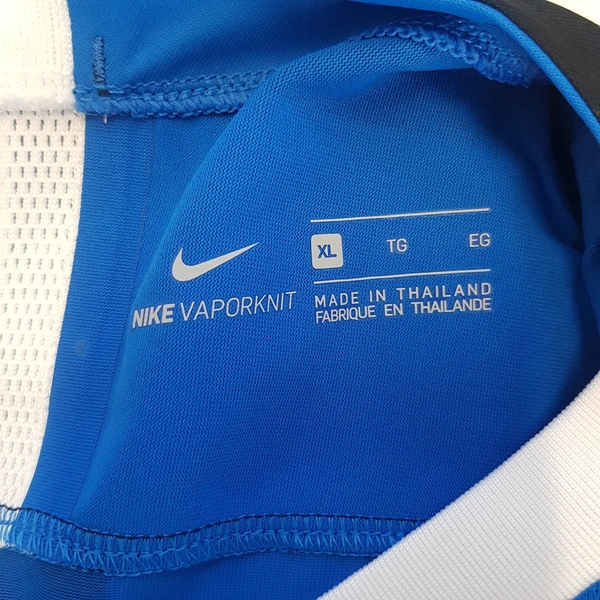 XL TG EG
NIKE VAPORKNIT
MADE IN THAILAND
FABRIQUE EN THAILANDE